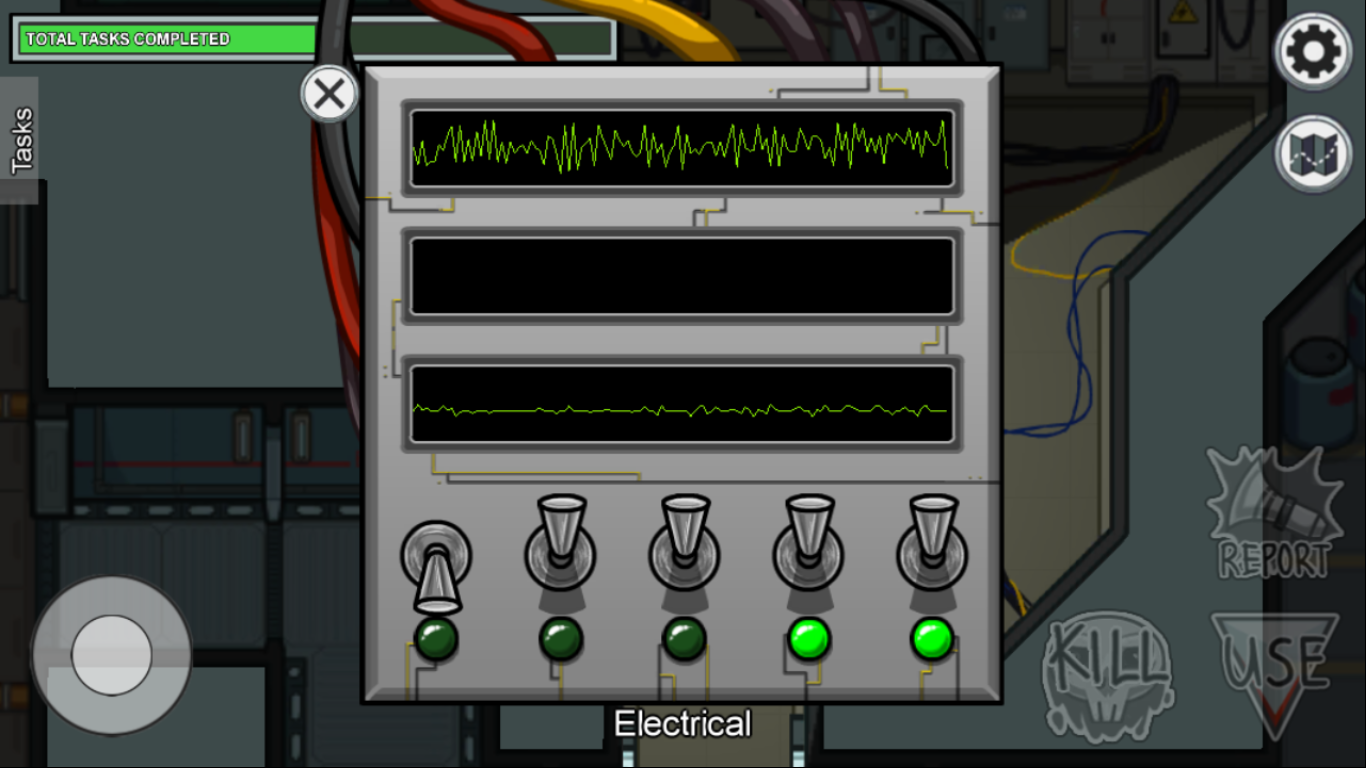 TOTAL TASKS COMPLETED
Tasks
REPORT
KILL
USE
Electrical